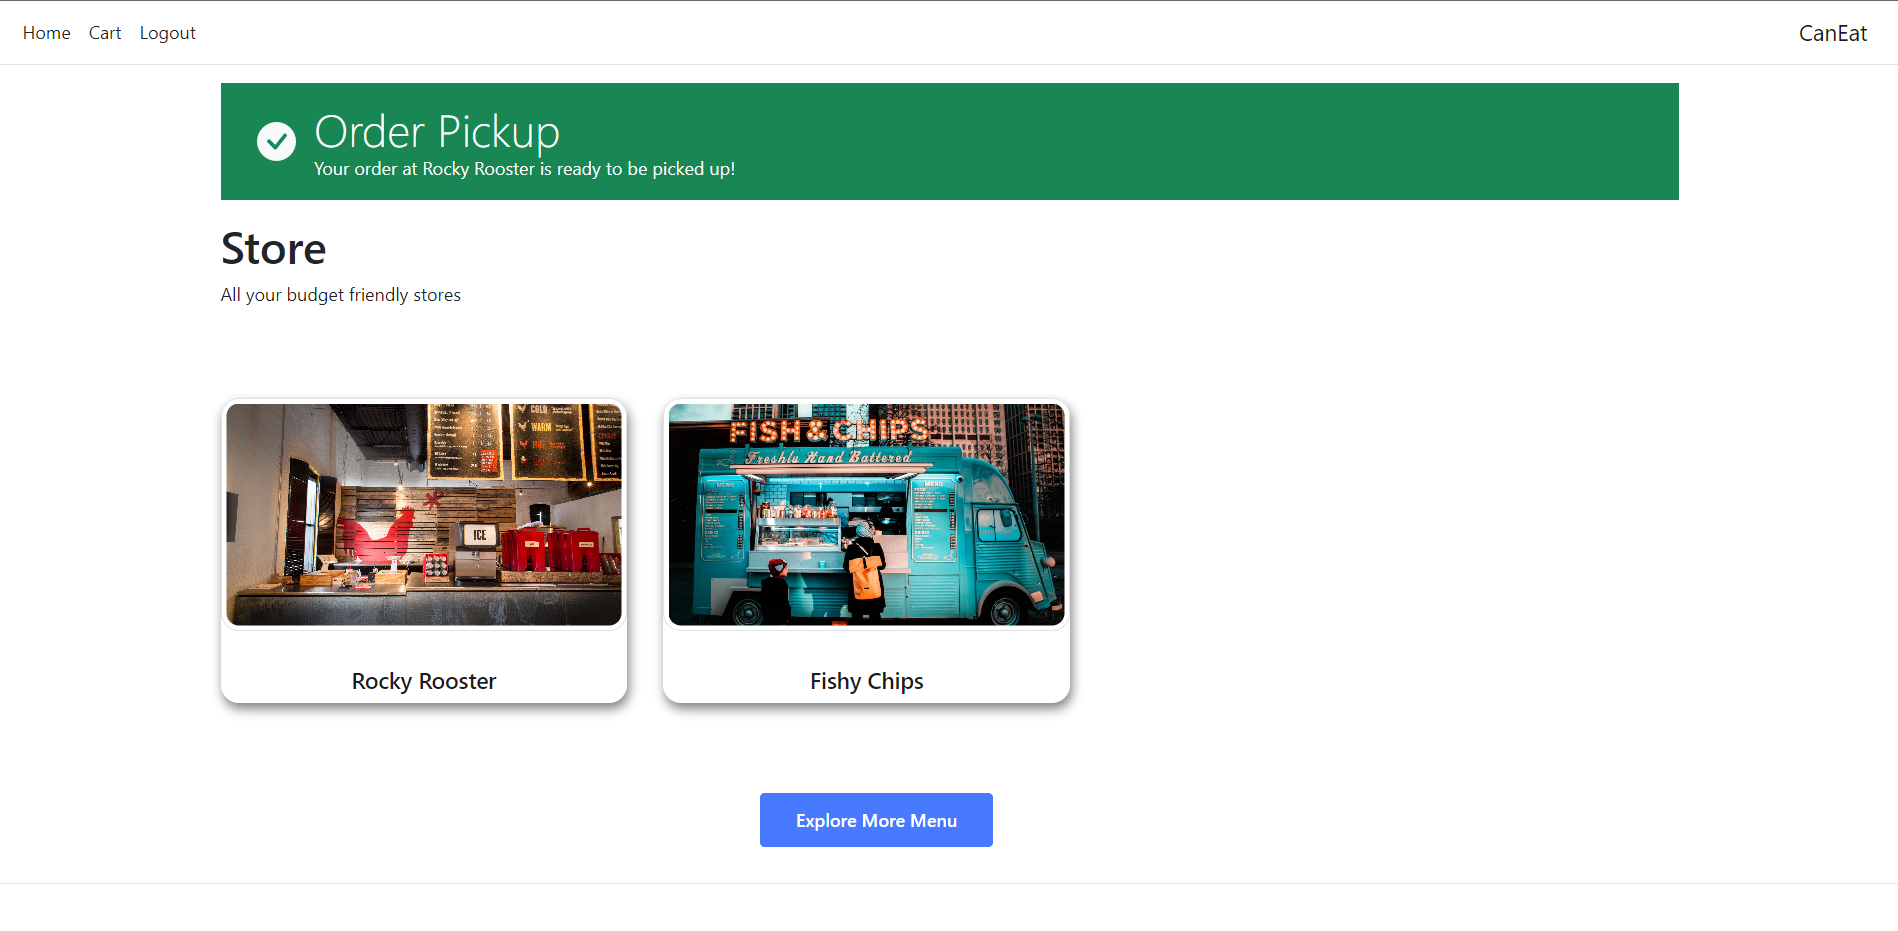 Home Cart Logout CanEat
Order Pickup
Your order at Rocky Rooster is ready to be picked up!
Store
All your budget friendly stores
COLD
WARM
HOT
ICE
FISH & CHIPS
Freshly Hand Battered
MENU
MENU
Rocky Rooster
Fishy Chips
Explore More Menu